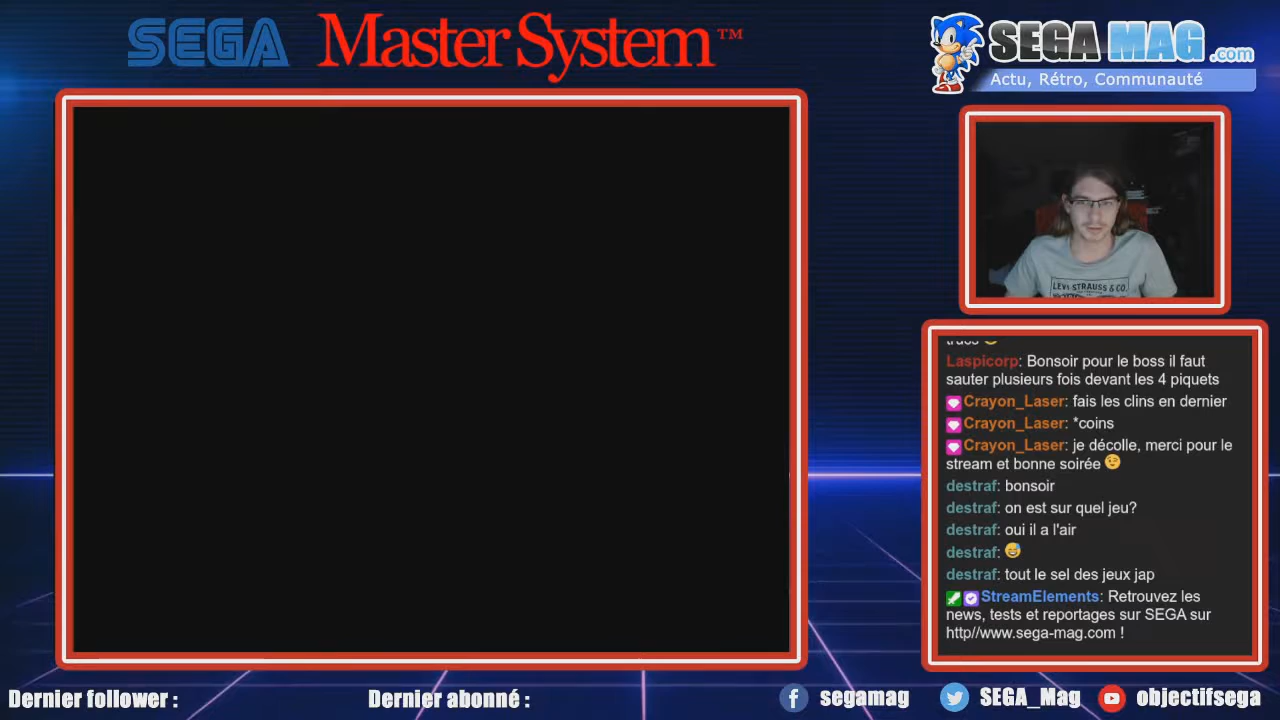 SEGA Master System™
SEGA MAG .com
Actu, Rétro, Communauté
LEVI STRAUSS & CO.
Laspicorp: Bonsoir pour le boss il faut
sauter plusieurs fois devant les 4 piquets
Crayon_Laser: fais les clins en dernier
Crayon_Laser: *coins
Crayon_Laser: je décolle, merci pour le
stream et bonne soirée
destraf: bonsoir
destraf: on est sur quel jeu?
destraf: oui il a l'air
destraf:
destraf: tout le sel des jeux jap
StreamElements: Retrouvez les
news, tests et reportages sur SEGA sur
http//www.sega-mag.com !
Dernier follower :
Dernier abonné :
segamag
SEGA_Mag
objectifsega